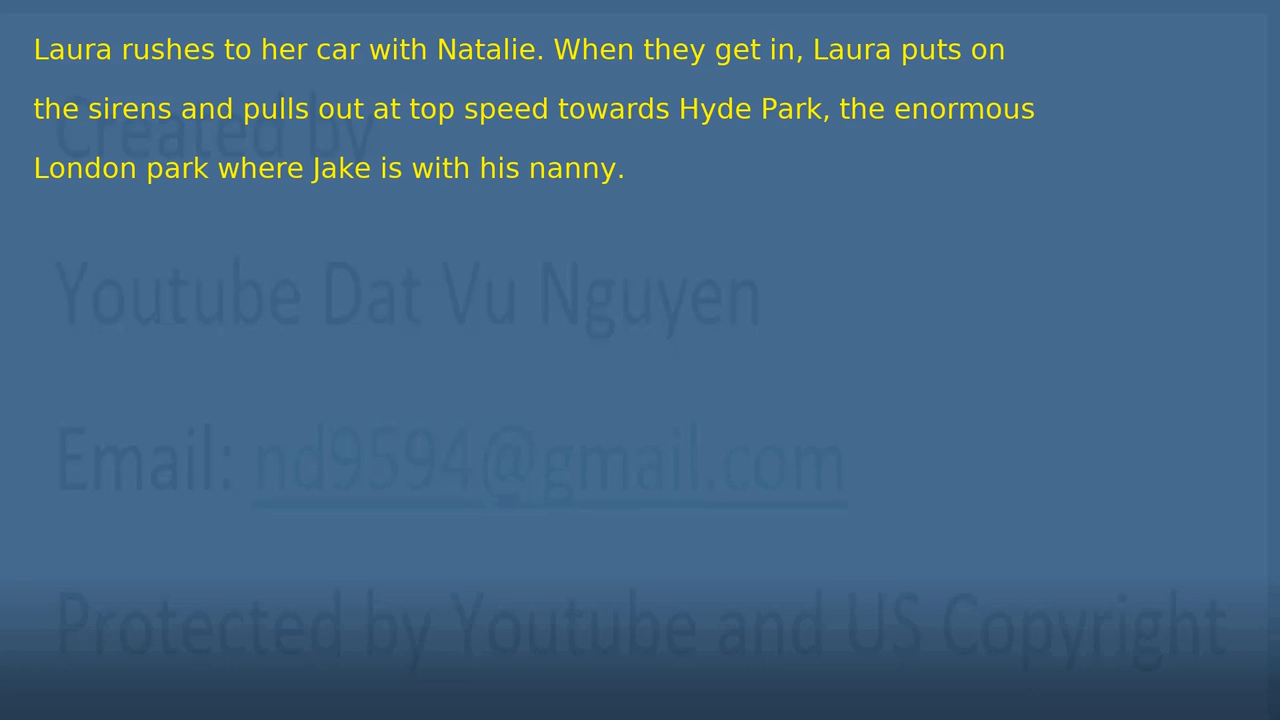 Laura rushes to her car with Natalie. When they get in, Laura puts on
the sirens and pulls out at top speed towards Hyde Park, the enormous
Created by
London park where Jake is with his nanny.
Youtube Dat Vu Nguyen
Email: nd9594@gmail.com
Protected by Youtube and US Copyright